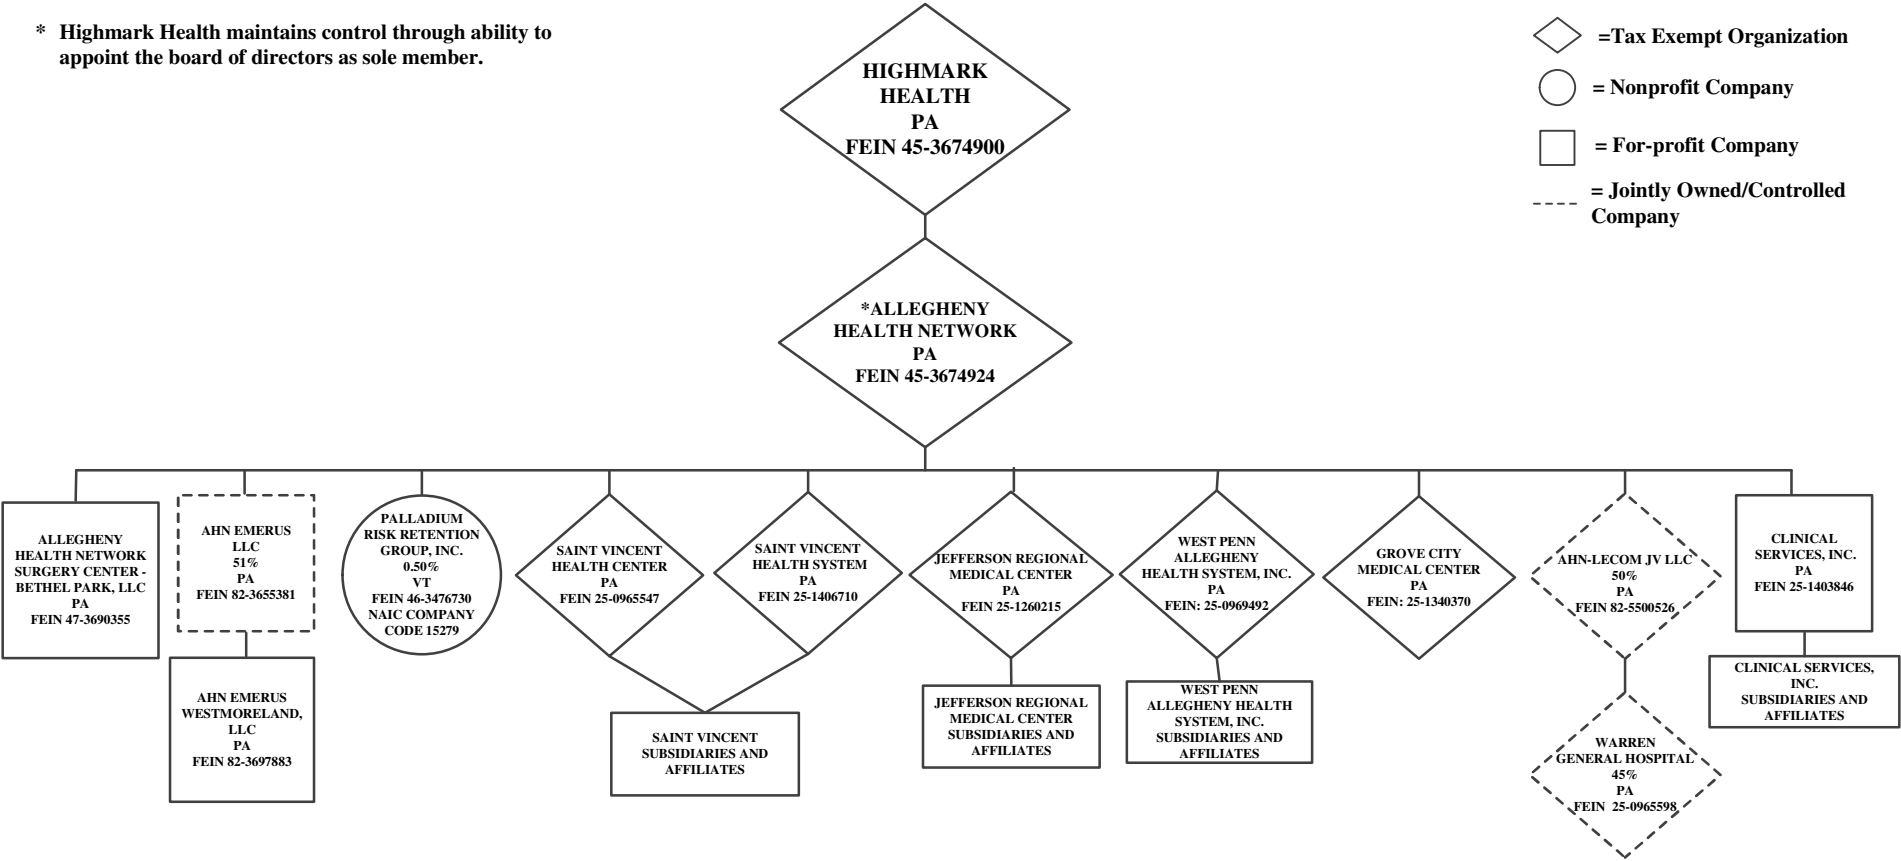 * Highmark Health maintains control through ability to
appoint the board of directors as sole member.
=Tax Exempt Organization
= Nonprofit Company
= For-profit Company
= Jointly Owned/Controlled
Company
HIGHMARK
HEALTH
PA
FEIN 45-3674900
*ALLEGHENY
HEALTH NETWORK
PA
FEIN 45-3674924
ALLEGHENY
HEALTH NETWORK
SURGERY CENTER -
BETHEL PARK, LLC
PA
FEIN 47-3690355
AHN EMERUS
LLC
51%
PA
FEIN 82-3655381
PALLADIUM
RISK RETENTION
GROUP, INC.
0.50%
VT
FEIN 46-3476730
NAIC COMPANY
CODE 15279
SAINT VINCENT
HEALTH CENTER
PA
FEIN 25-0965547
SAINT VINCENT
HEALTH SYSTEM
PA
FEIN 25-1406710
JEFFERSON REGIONAL
MEDICAL CENTER
PA
FEIN 25-1260215
WEST PENN
ALLEGHENY
HEALTH SYSTEM, INC.
PA
FEIN: 25-0969492
GROVE CITY
MEDICAL CENTER
PA
FEIN: 25-1340370
AHN-LECOM JV LLC
50%
PA
FEIN 82-5500526
CLINICAL
SERVICES, INC.
PA
FEIN 25-1403846
AHN EMERUS
WESTMORELAND,
LLC
PA
FEIN 82-3697883
SAINT VINCENT
SUBSIDIARIES AND
AFFILIATES
JEFFERSON REGIONAL
MEDICAL CENTER
SUBSIDIARIES AND
AFFILIATES
WEST PENN
ALLEGHENY HEALTH
SYSTEM, INC.
SUBSIDIARIES AND
AFFILIATES
WARREN
GENERAL HOSPITAL
45%
PA
FEIN 25-0965598
CLINICAL SERVICES,
INC.
SUBSIDIARIES AND
AFFILIATES